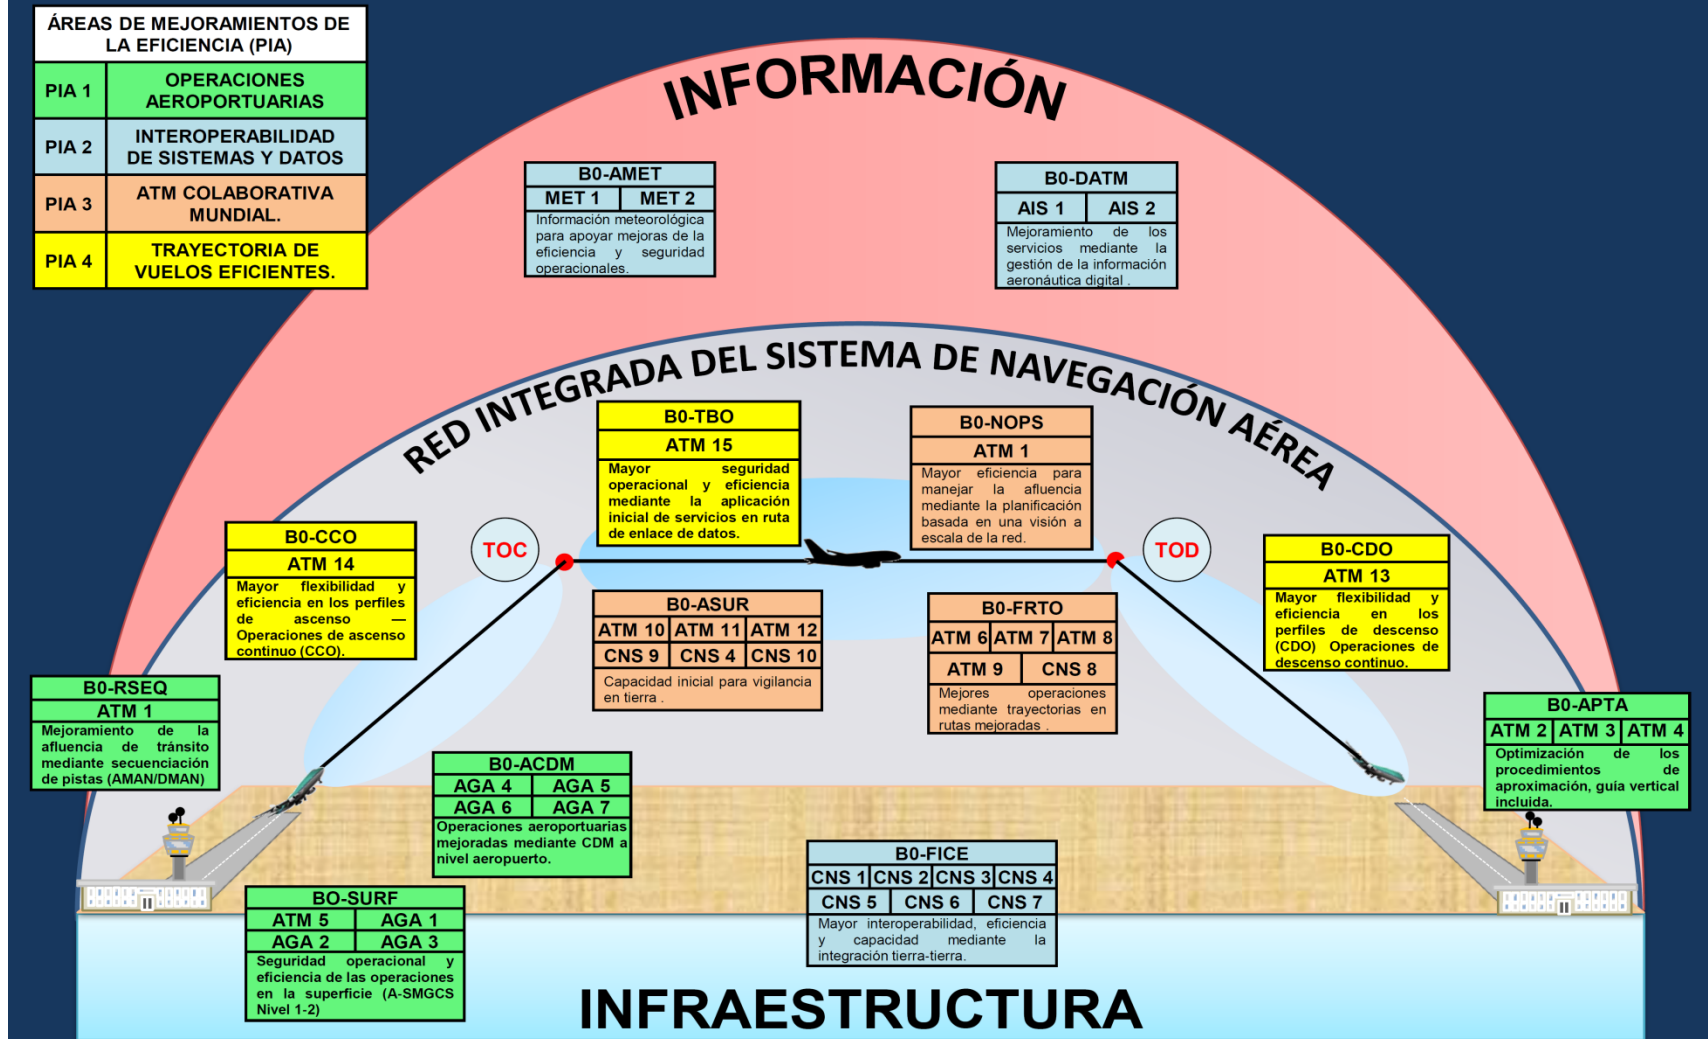 ÁREAS DE MEJORAMIENTOS DE
LA EFICIENCIA (PIA)
PIA 1
OPERACIONES
AEROPORTUARIAS
PIA 2
INTEROPERABILIDAD
DE SISTEMAS Y DATOS
PIA 3
ATM COLABORATIVA
MUNDIAL.
PIA 4
TRAYECTORIA DE
VUELOS EFICIENTES.
INFORMACIÓN
B0-AMET
MET 1 MET 2
Información meteorológica
para apoyar mejoras de la
eficiencia y seguridad
operacionales.
B0-DATM
AIS 1 AIS 2
Mejoramiento de los
servicios mediante la
gestión de la información
aeronáutica digital .
RED INTEGRADA DEL SISTEMA DE NAVEGACIÓN AÉREA
B0-TBO
ATM 15
Mayor seguridad
operacional y eficiencia
mediante la aplicación
inicial de servicios en ruta
de enlace de datos.
B0-NOPS
ATM 1
Mayor eficiencia para
manejar la afluencia
mediante la planificación
basada en una visión a
escala de la red.
B0-CCO
ATM 14
Mayor flexibilidad y
eficiencia en los perfiles
de ascenso —
Operaciones de ascenso
continuo (CCO).
TOC
TOD
B0-CDO
ATM 13
Mayor flexibilidad y
eficiencia en los
perfiles de descenso
(CDO) Operaciones de
descenso continuo.
B0-ASUR
ATM 10 ATM 11 ATM 12
CNS 9 CNS 4 CNS 10
Capacidad inicial para vigilancia
en tierra .
B0-FRTO
ATM 6 ATM 7 ATM 8
ATM 9 CNS 8
Mejores operaciones
mediante trayectorias en
rutas mejoradas .
B0-RSEQ
ATM 1
Mejoramiento de la
afluencia de tránsito
mediante secuenciación
de pistas (AMAN/DMAN)
B0-APTA
ATM 2 ATM 3 ATM 4
Optimización de los
procedimientos de
aproximación, guía vertical
incluida.
B0-ACDM
AGA 4 AGA 5
AGA 6 AGA 7
Operaciones aeroportuarias
mejoradas mediante CDM a
nivel aeropuerto.
B0-FICE
CNS 1 CNS 2 CNS 3 CNS 4
CNS 5 CNS 6 CNS 7
Mayor interoperabilidad, eficiencia
y capacidad mediante la
integración tierra-tierra.
BO-SURF
ATM 5 AGA 1
AGA 2 AGA 3
Seguridad operacional y
eficiencia de las operaciones
en la superficie (A-SMGCS
Nivel 1-2)
INFRAESTRUCTURA